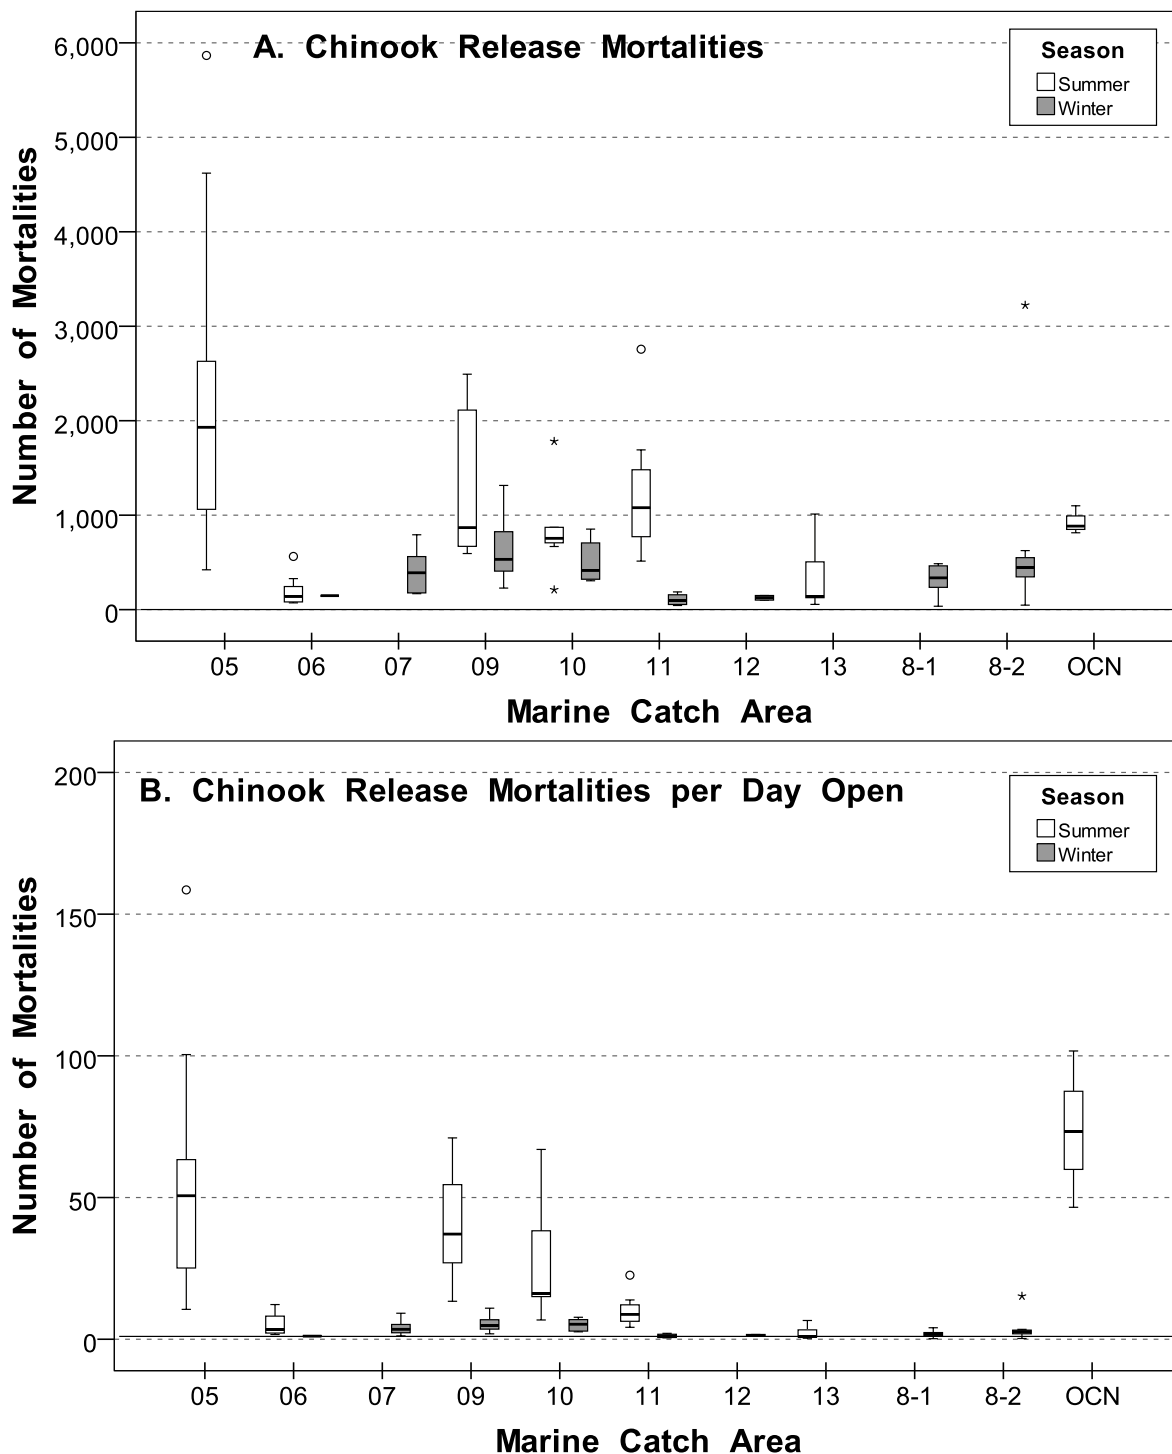 A. Chinook Release Mortalities
Season
Summer
Winter
Number of Mortalities
6,000
5,000
4,000
3,000
2,000
1,000
0
05 06 07 09 10 11 12 13 8-1 8-2 OCN
Marine Catch Area
B. Chinook Release Mortalities per Day Open
Season
Summer
Winter
Number of Mortalities
200
150
100
50
0
05 06 07 09 10 11 12 13 8-1 8-2 OCN
Marine Catch Area